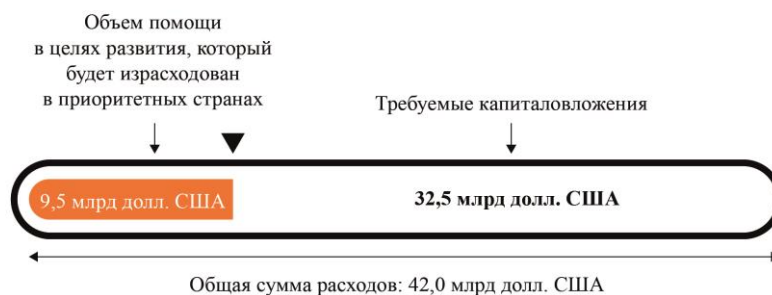 Объем помощи
в целях развития, который
будет израсходован
в приоритетных странах
Требуемые капиталовложения
9,5 млрд долл. США
32,5 млрд долл. США
Общая сумма расходов: 42,0 млрд долл. США